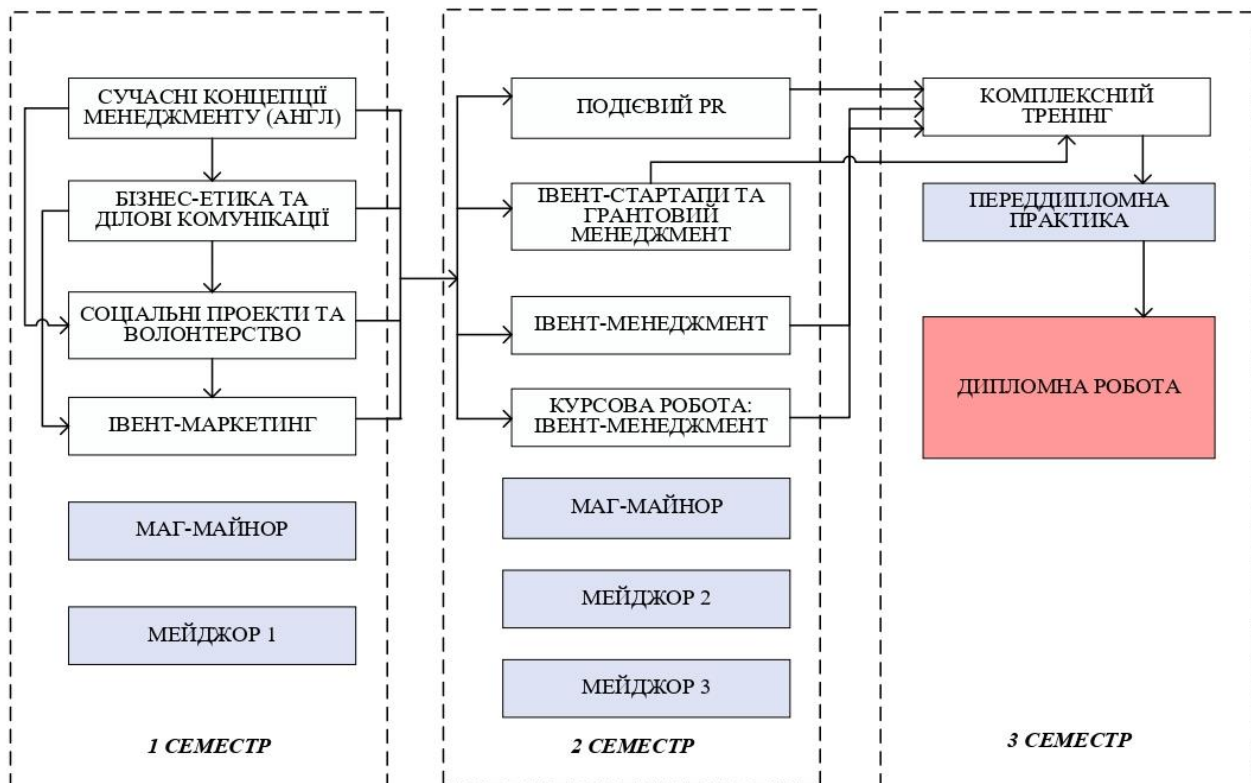 СУЧАСНІ КОНЦЕПЦІЇ
МЕНЕДЖМЕНТУ (АНГЛ)
БІЗНЕС-ЕТИКА ТА
ДІЛОВІ КОМУНІКАЦІЇ
СОЦІАЛЬНІ ПРОЕКТИ ТА
ВОЛОНТЕРСТВО
ІВЕНТ-МАРКЕТИНГ
МАГ-МАЙНОР
МЕЙДЖОР 1
1 СЕМЕСТР
ПОДІЄВИЙ PR
ІВЕНТ-СТАРТАПИ ТА
ГРАНТОВИЙ
МЕНЕДЖМЕНТ
ІВЕНТ-МЕНЕДЖМЕНТ
КУРСОВА РОБОТА:
ІВЕНТ-МЕНЕДЖМЕНТ
МАГ-МАЙНОР
МЕЙДЖОР 2
МЕЙДЖОР 3
2 СЕМЕСТР
КОМПЛЕКСНИЙ
ТРЕНІНГ
ПЕРЕДДИПЛОМНА
ПРАКТИКА
ДИПЛОМНА РОБОТА
3 СЕМЕСТР